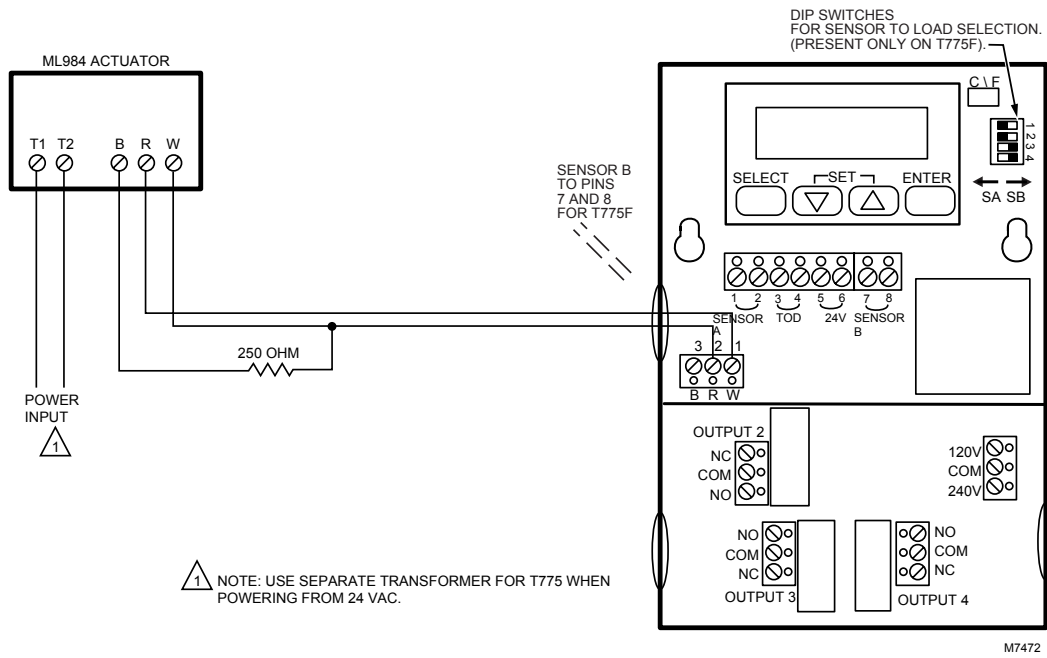 DIP SWITCHES
FOR SENSOR TO LOAD SELECTION.
(PRESENT ONLY ON T775F).
ML984 ACTUATOR
T1 T2 B R W
C \ F
1
2
3
4
SA SB
SELECT SET ENTER
SENSOR B
TO PINS
7 AND 8
FOR T775F
1 2 3 4 5 6 7 8
SENSOR
A
TOD
24V
SENSOR
B
3 2 1
B R W
250 OHM
POWER
INPUT
1
OUTPUT 2
NC
COM
NO
120V
COM
240V
NO
COM
NC
OUTPUT 3
NO
COM
NC
OUTPUT 4
1 NOTE: USE SEPARATE TRANSFORMER FOR T775 WHEN
POWERING FROM 24 VAC.
M7472